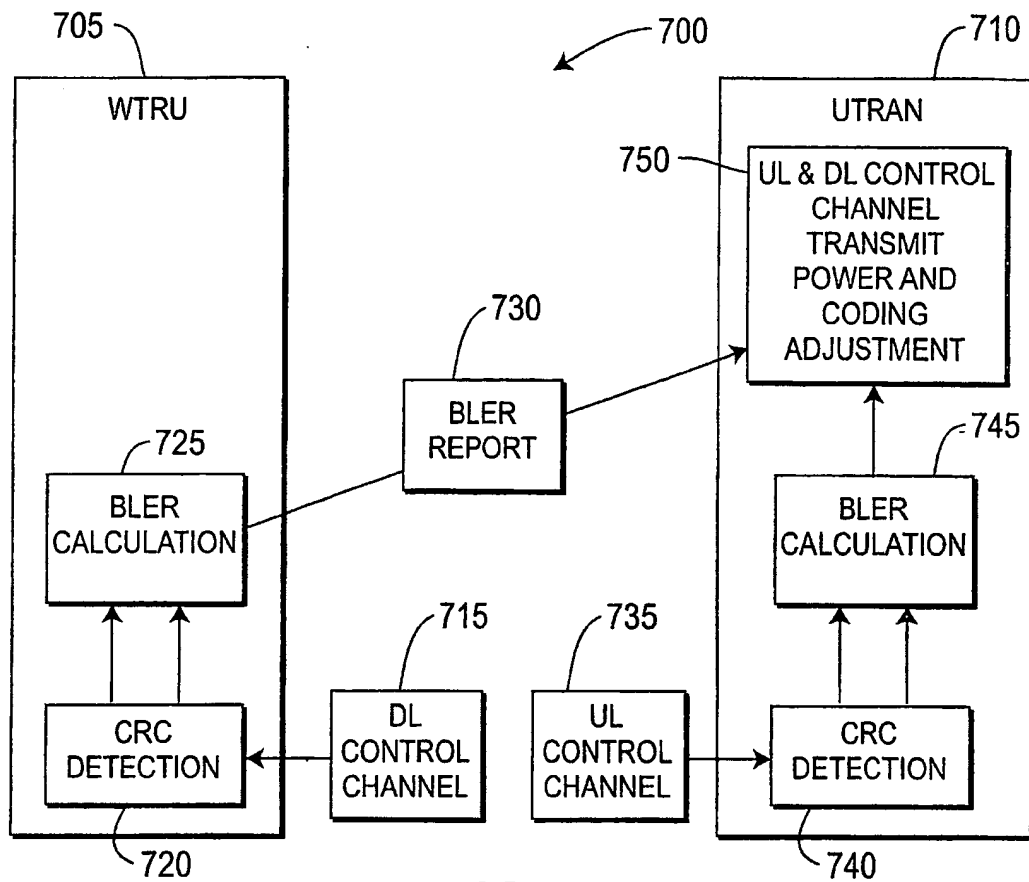 705
700
710
WTRU
UTRAN
750
UL & DL CONTROL
CHANNEL
TRANSMIT
POWER AND
CODING
ADJUSTMENT
730
BLER
REPORT
725
BLER
CALCULATION
745
BLER
CALCULATION
715
DL
CONTROL
CHANNEL
735
UL
CONTROL
CHANNEL
CRC
DETECTION
720
CRC
DETECTION
740